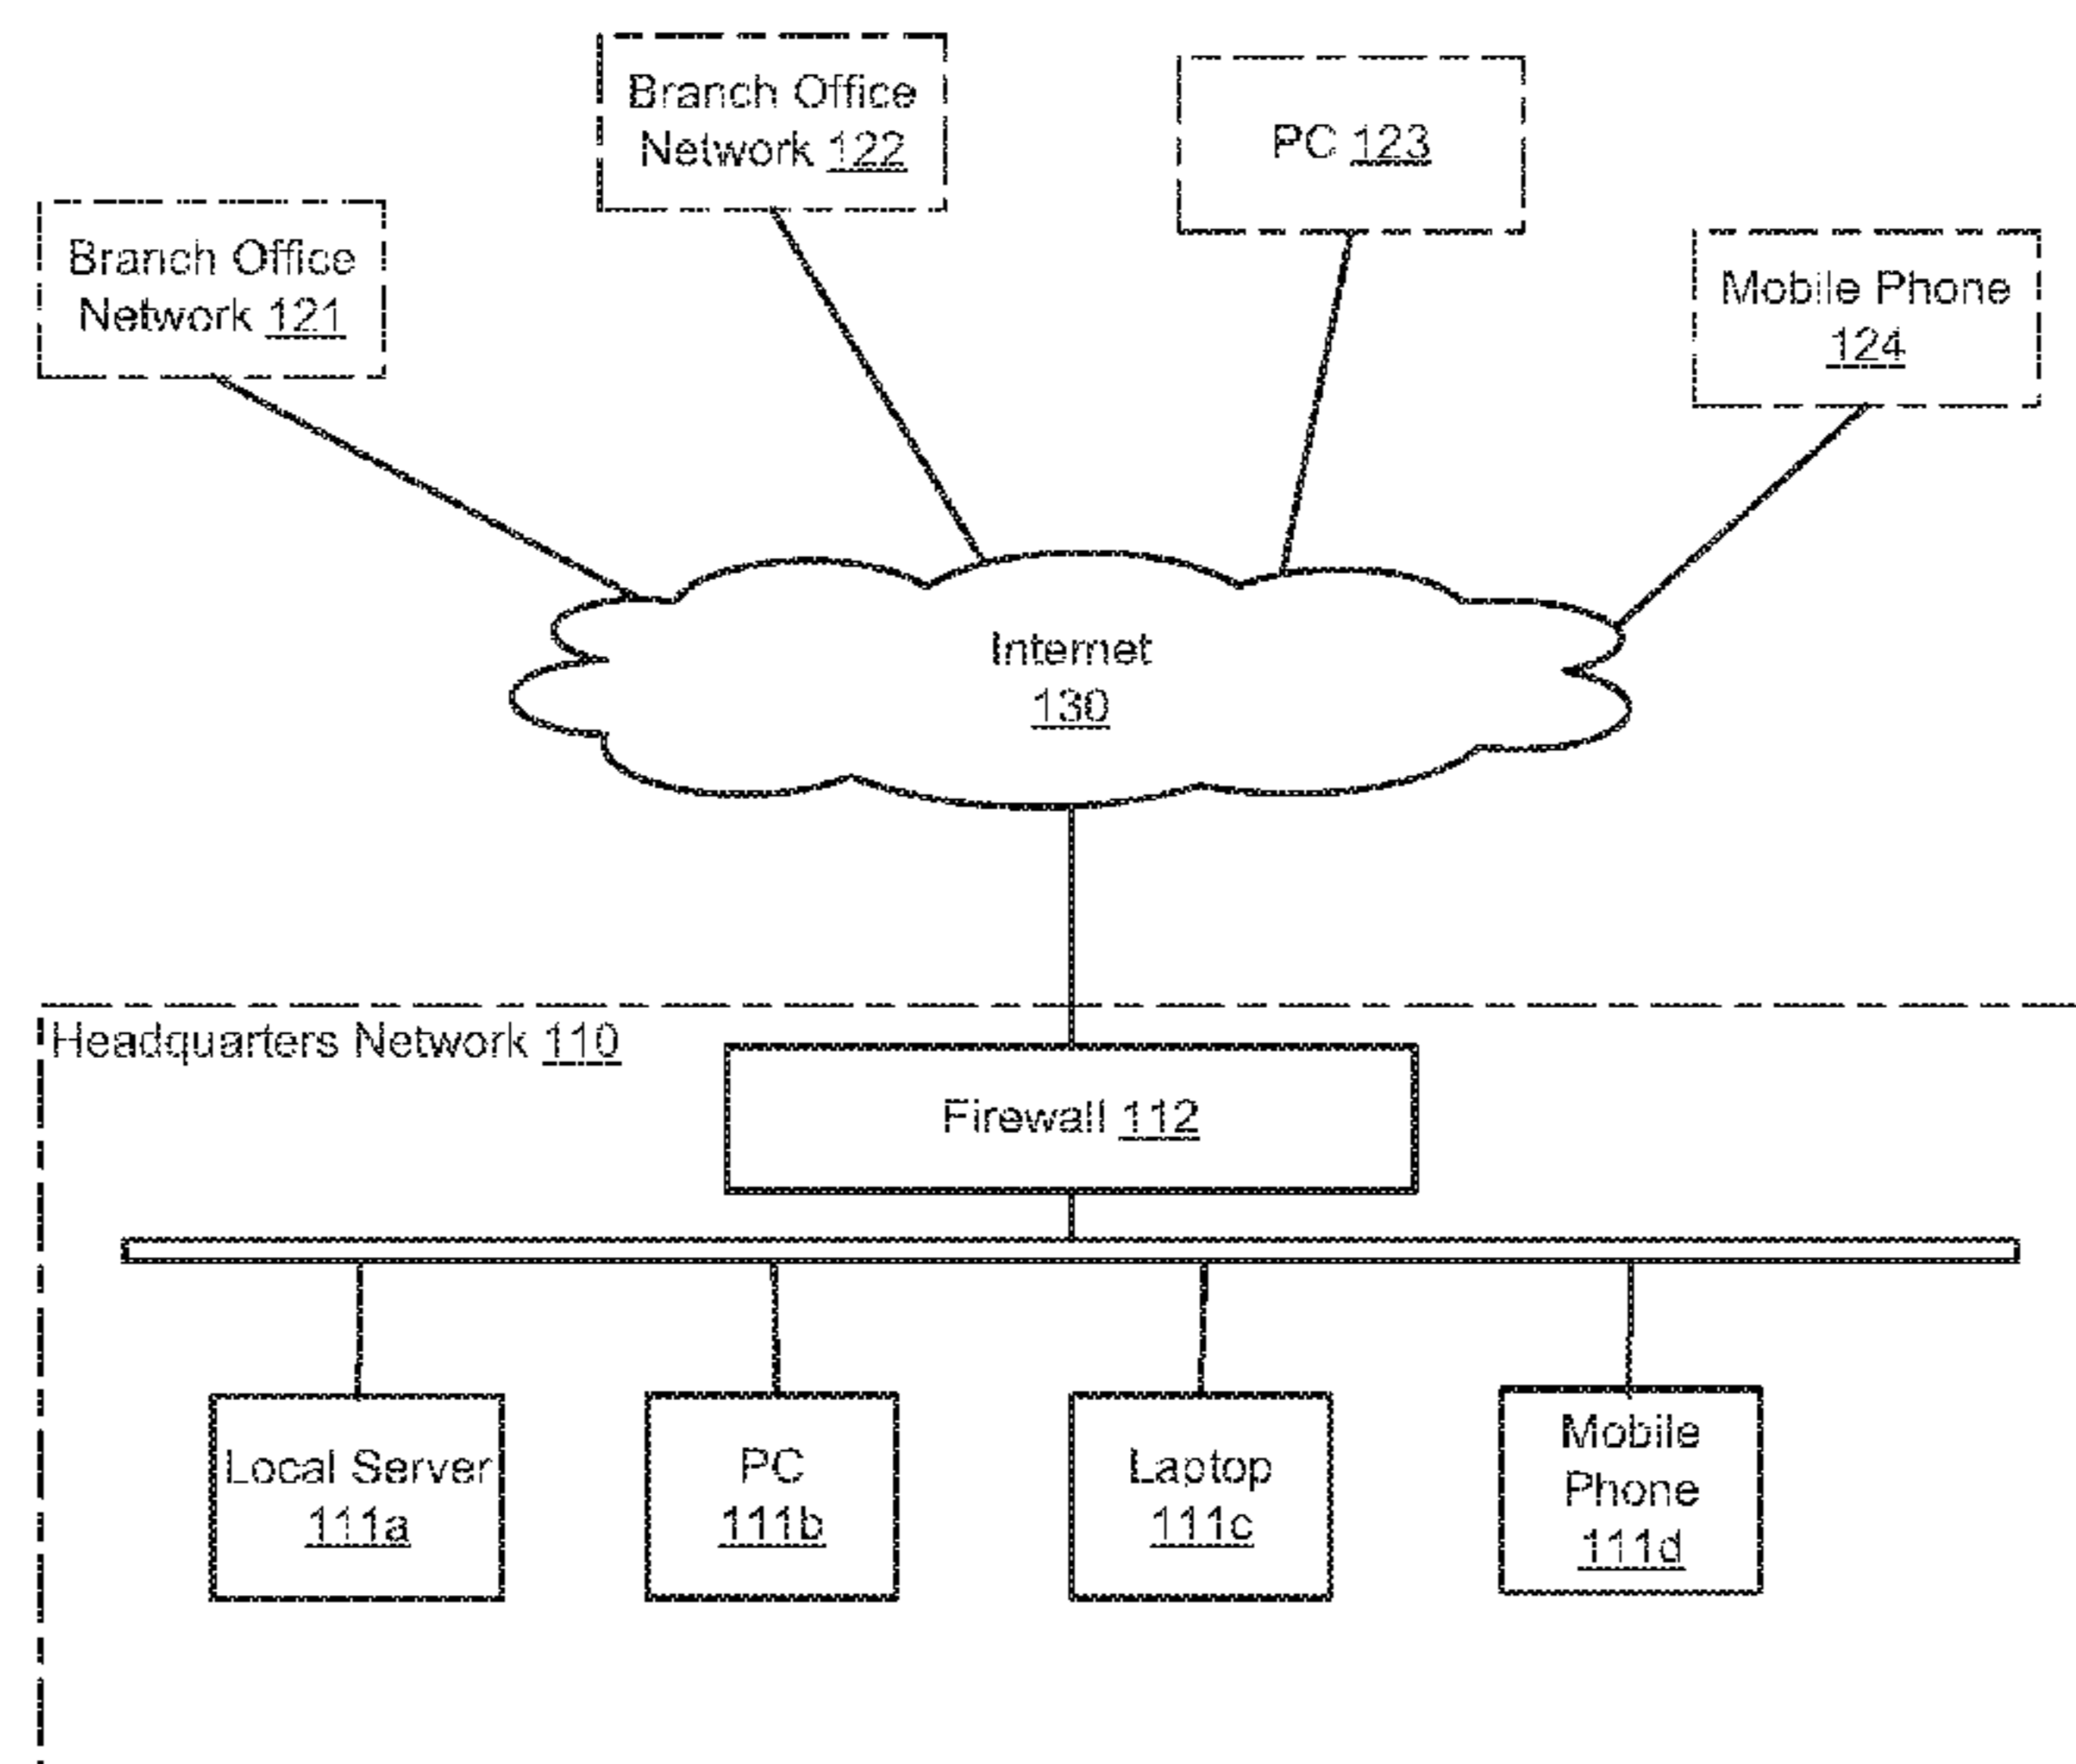 Branch Office
Network 122
PC 123
Branch Office
Network 121
Mobile Phone
124
Internet
130
Headquarters Network 110
Firewall 112
Local Server
111a
PC
111b
Laptop
111c
Mobile
Phone
111d